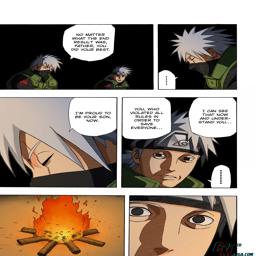 NO MATTER
WHAT THE
END
RESULT WAS,
FATHER, YOU
DID YOUR BEST.
......
I'M PROUD TO
BE YOUR SON,
NOW.
YOU, WHO
VIOLATED ALL
RULES IN
ORDER TO
SAVE
EVERYONE...
I CAN SEE
THAT NOW
AND UNDER-
STAND YOU...
.......